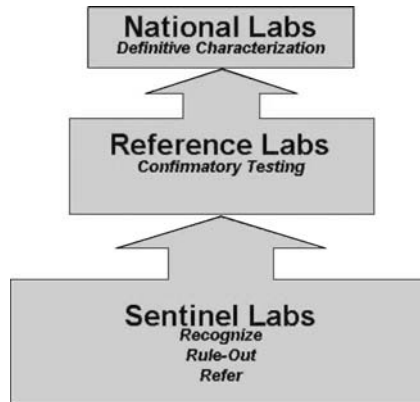 National Labs
Definitive Characterization
Reference Labs
Confirmatory Testing
Sentinel Labs
Recognize
Rule-Out
Refer